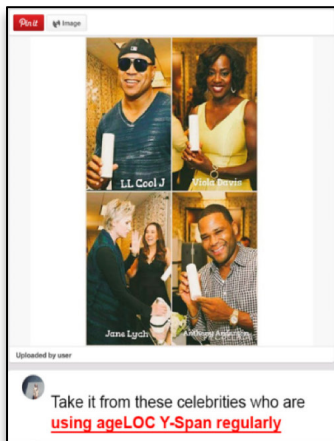 Pin it
Image
LL Cool J
Viola Davis
Jane Lych
Anthony Anderson
Uploaded by user
Take it from these celebrities who are
using ageLOC Y-Span regularly